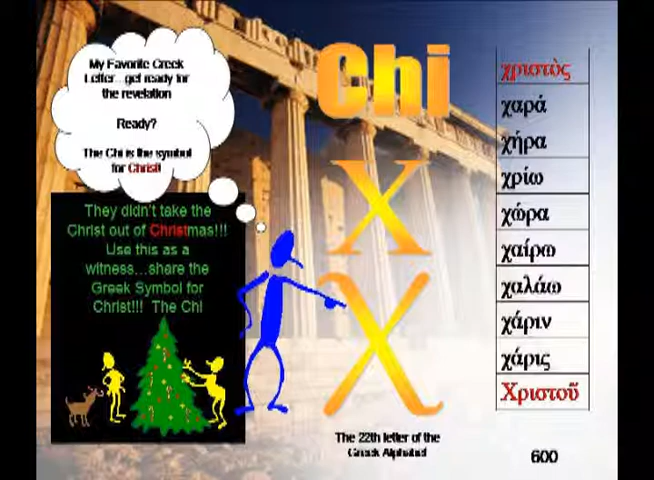 My Favorite Greek
Letter...get ready for
the revelation
Ready?
The Chi is the symbol
for Christ!
They didn't take the
Christ out of Christmas!!!
Use this as a
witness...share the
Greek Symbol for
Christ!!! The Chi
Chi
Χ
χ
The 22th letter of the
Greek Alphabet
χριστὸς
χαρά
χήρα
χρίω
χώρα
χαίρω
χαλάω
χάριν
χάρις
Χριστοῦ
600